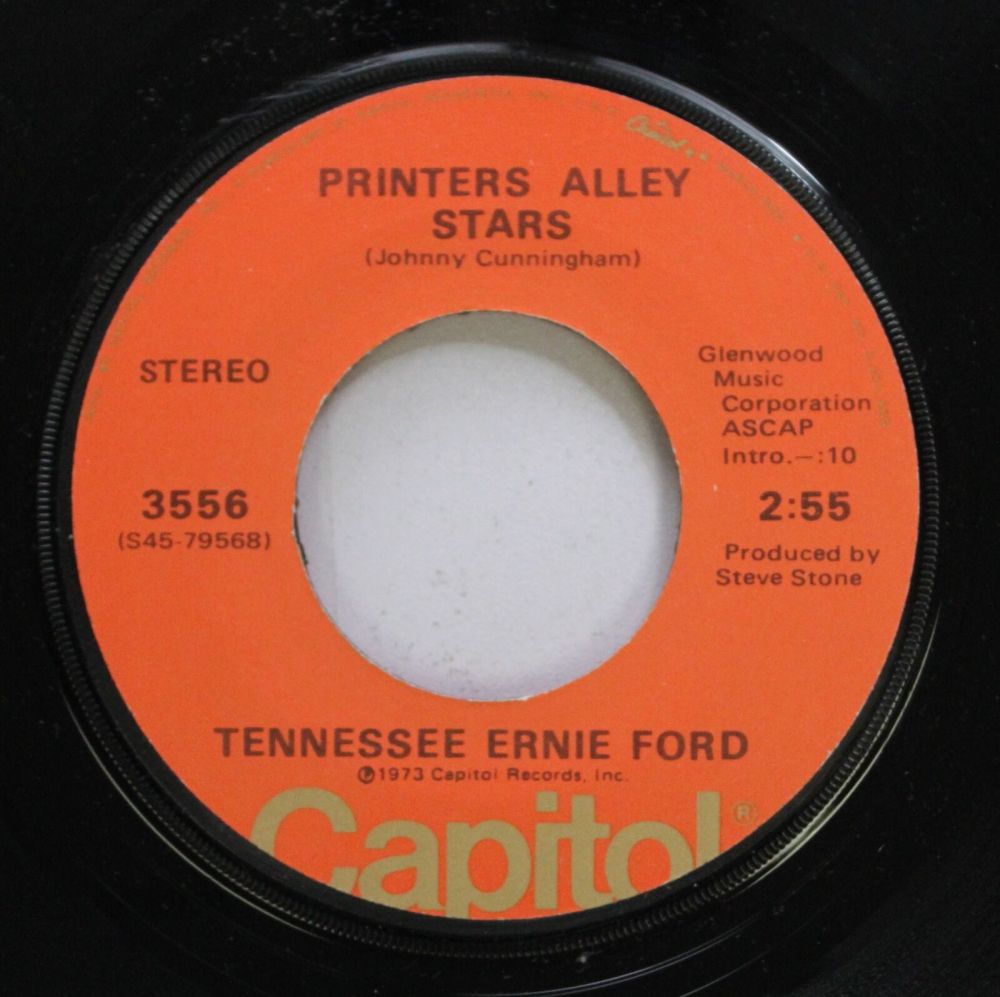 PRINTERS ALLEY
STARS
(Johnny Cunningham)
STEREO
3556
(S45-79568)
Glenwood
Music
Corporation
ASCAP
Intro.–:10
2:55
Produced by
Steve Stone
TENNESSEE ERNIE FORD
℗1973 Capitol Records, Inc.
Capitol®
Capitol